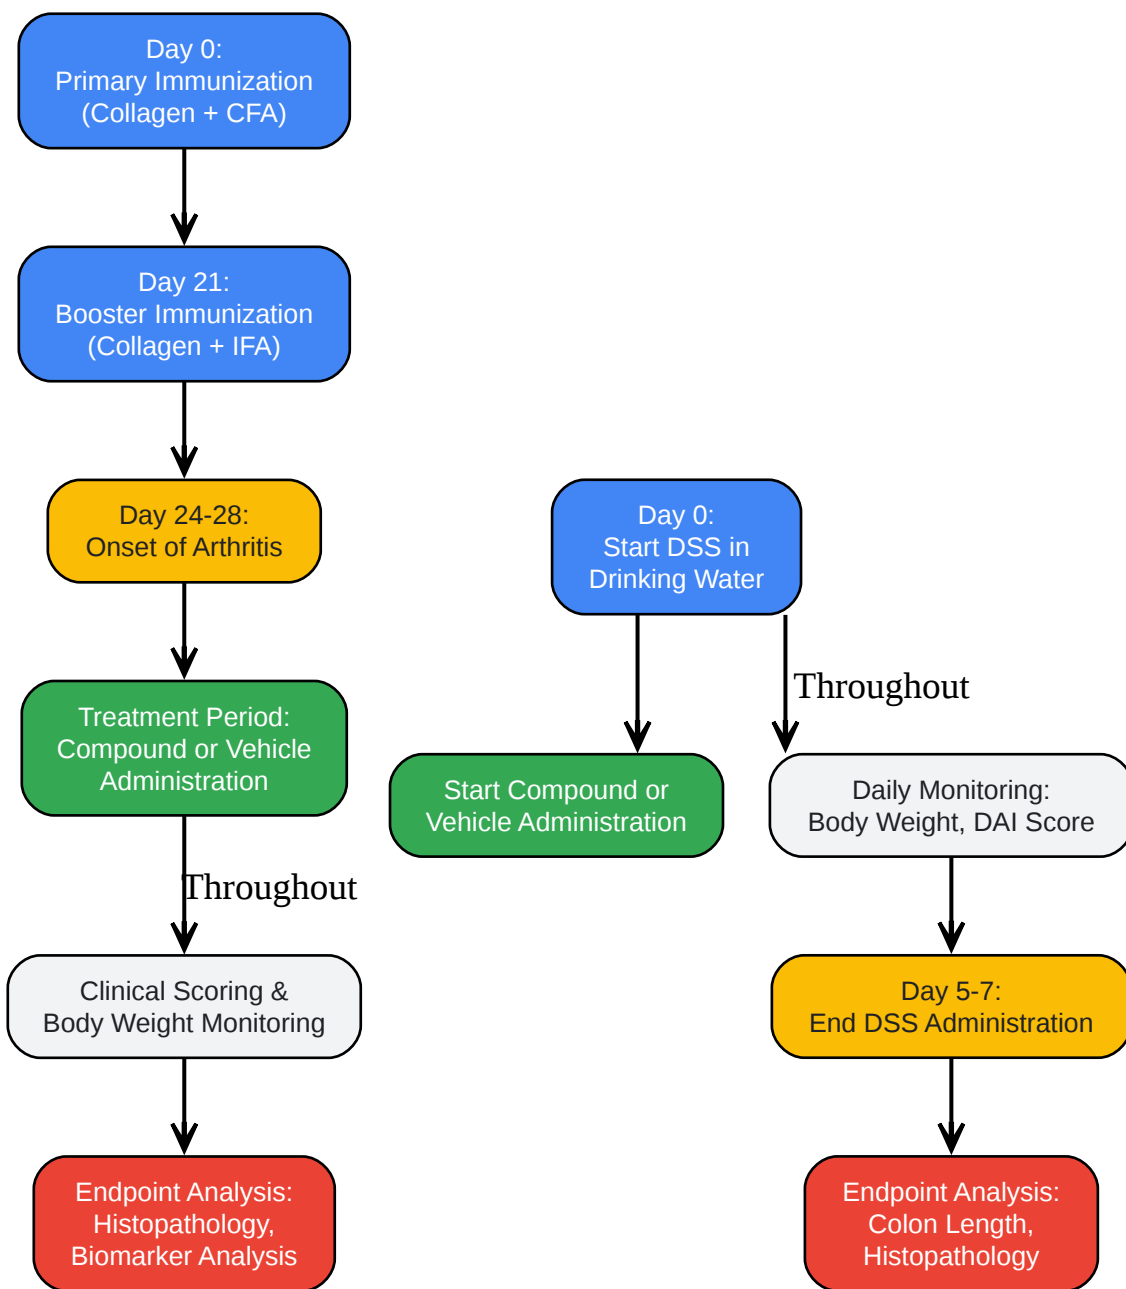 Day 0:
Primary Immunization
(Collagen + CFA)
Day 21:
Booster Immunization
(Collagen + IFA)
Day 24-28:
Onset of Arthritis
Treatment Period:
Compound or Vehicle
Administration
Throughout
Clinical Scoring &
Body Weight Monitoring
Endpoint Analysis:
Histopathology,
Biomarker Analysis
Day 0:
Start DSS in
Drinking Water
Throughout
Start Compound or
Vehicle Administration
Daily Monitoring:
Body Weight, DAI Score
Day 5-7:
End DSS Administration
Endpoint Analysis:
Colon Length,
Histopathology